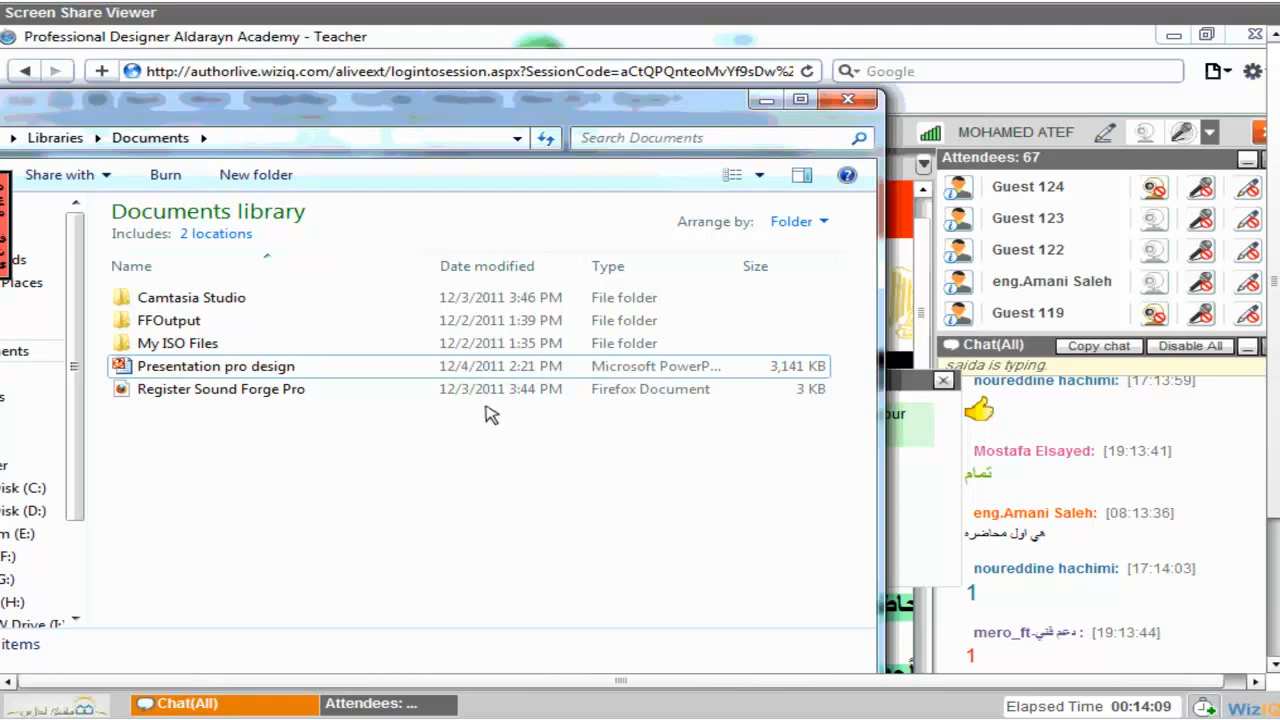 Screen Share Viewer
Professional Designer Aldarayn Academy - Teacher
http://authorlive.wiziq.com/aliveext/logintosession.aspx?SessionCode=aCtQPQnteoMvYf9sDw%2
Google
Libraries
Documents
Search Documents
MOHAMED ATEF
Attendees: 67
Share with
Burn
New folder
Documents library
Includes: 2 locations
Arrange by: Folder
Name
Date modified
Type
Size
Camtasia Studio 12/3/2011 3:46 PM File folder
FFOutput 12/2/2011 1:39 PM File folder
My ISO Files 12/2/2011 1:35 PM File folder
Presentation pro design 12/4/2011 2:21 PM Microsoft PowerP... 3,141 KB
Register Sound Forge Pro 12/3/2011 3:44 PM Firefox Document 3 KB
ds
Places
ents
s
er
isk (C:)
isk (D:)
m (E:)
F:)
G:)
(H:)
W Drive (I:)
items
Guest 124
Guest 123
Guest 122
eng.Amani Saleh
Guest 119
Chat(All)
Copy chat
Disable All
saida is typing.
noureddine hachimi: [17:13:59]
our
Mostafa Elsayed: [19:13:41]
تمام
eng.Amani Saleh: [08:13:36]
هي اول محاضره
noureddine hachimi: [17:14:03]
1
mero_ft-دعم فني: [19:13:44]
1
Chat(All)
Attendees: ...
Elapsed Time 00:14:09
WizIQ